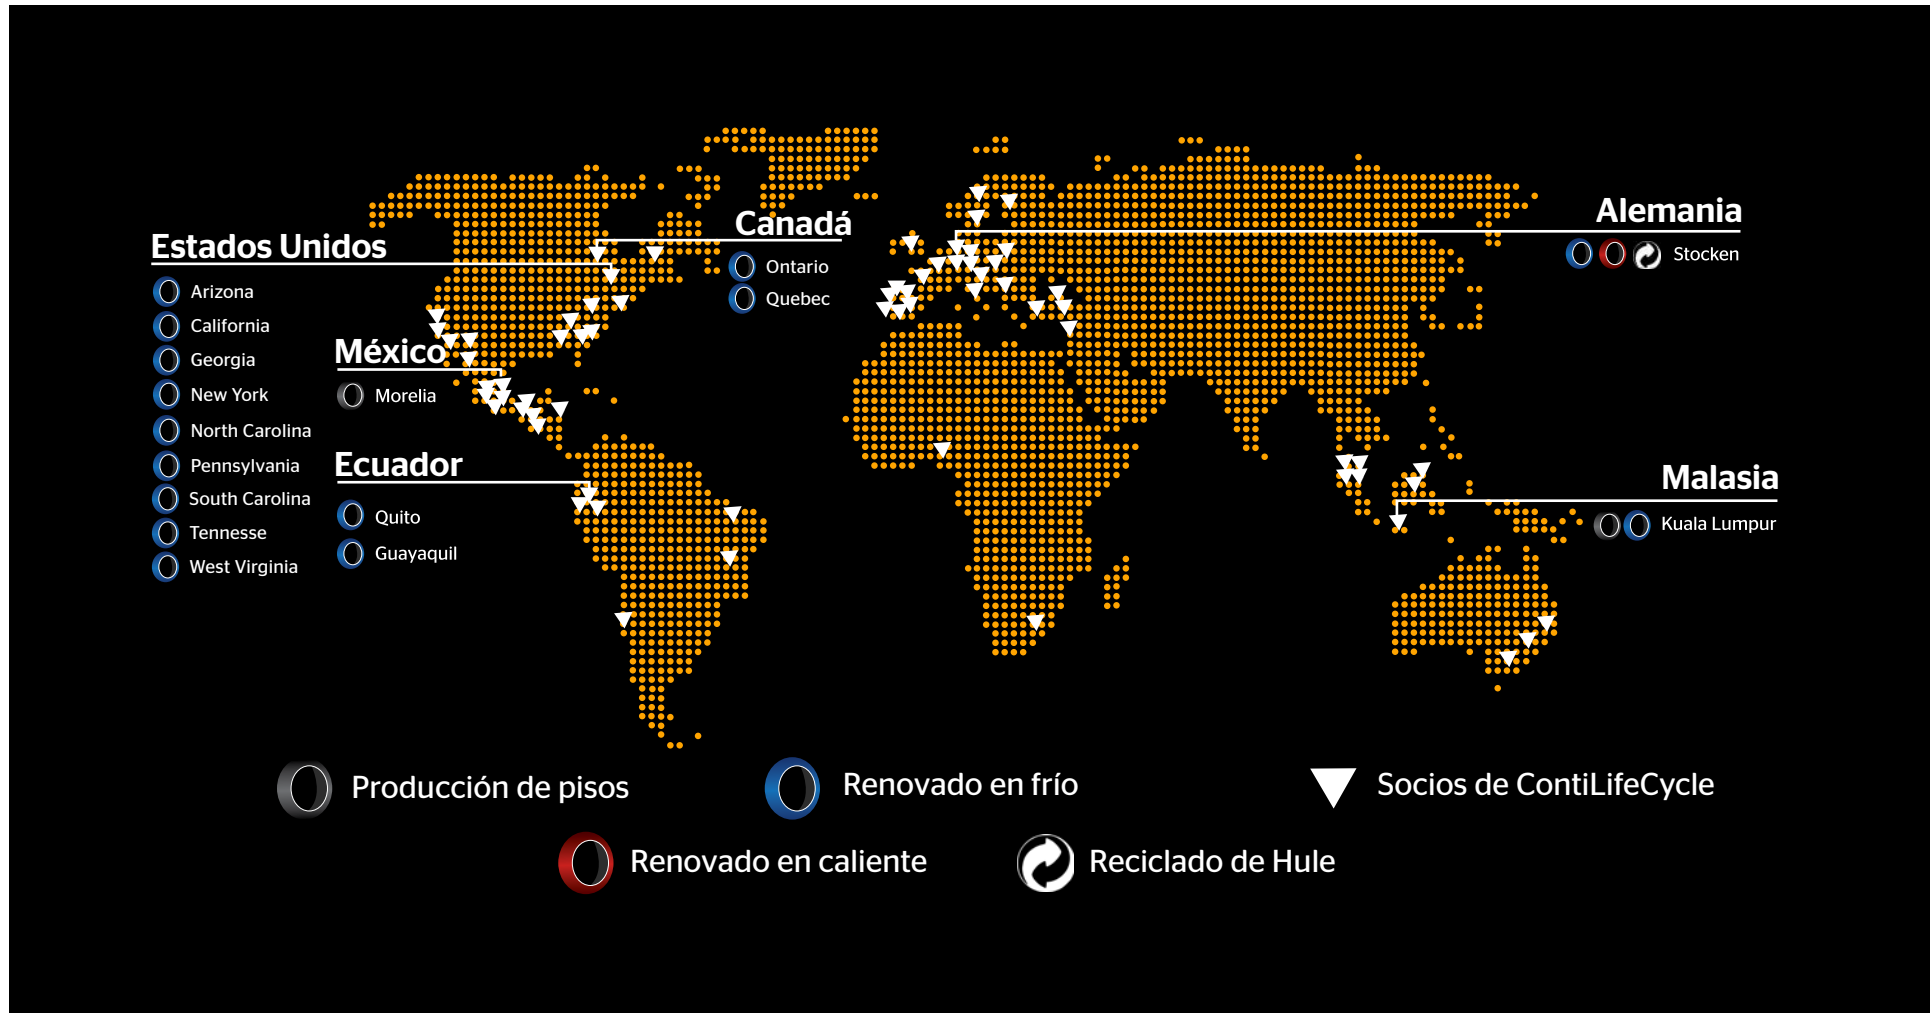 Estados Unidos
Arizona
California
Georgia
New York
North Carolina
Pennsylvania
South Carolina
Tennesse
West Virginia
México
Morelia
Ecuador
Quito
Guayaquil
Canadá
Ontario
Quebec
Alemania
Stocken
Malasia
Kuala Lumpur
Producción de pisos
Renovado en frío
Socios de ContiLifeCycle
Renovado en caliente
Reciclado de Hule